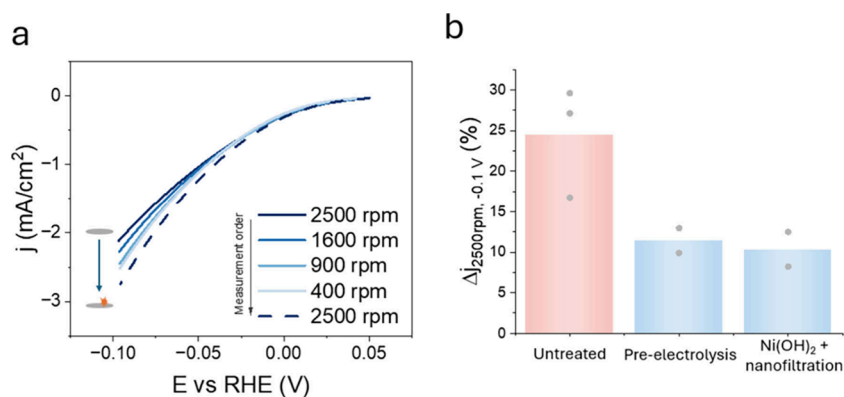 a
0
−1
−2
−3
j (mA/cm²)
−0.10
−0.05
0.00
0.05
E vs RHE (V)
Measurement order
2500 rpm
1600 rpm
900 rpm
400 rpm
2500 rpm
b
30
25
20
15
10
5
0
Δj2500rpm, -0.1 V (%)
Untreated
Pre-electrolysis
Ni(OH)₂ +
nanofiltration